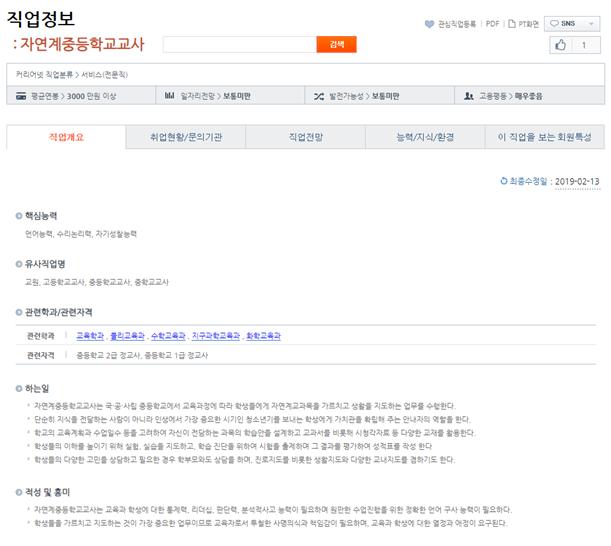 직업정보
: 자연계중등학교교사
검색
관심직업등록 | PDF | PT화면
SNS
1
커리어넷 직업분류 > 서비스(전문직)
평균연봉 > 3000 만원 이상
일자리전망 > 보통미만
발전가능성 > 보통미만
고용평등 > 매우좋음
직업개요
취업현황/문의기관
직업전망
능력/지식/환경
이 직업을 보는 회원특성
최종수정일 : 2019-02-13
핵심능력
언어능력, 수리논리력, 자기성찰능력
유사직업명
교원, 고등학교교사, 중등학교교사, 중학교교사
관련학과/관련자격
관련학과 | 교육학과 , 물리교육과 , 수학교육과 , 지구과학교육과 , 화학교육과
관련자격 | 중등학교 2급 정교사, 중등학교 1급 정교사
하는일
자연계중등학교교사는 국·공·사립 중등학교에서 교육과정에 따라 학생들에게 자연계교과목을 가르치고 생활을 지도하는 업무를 수행한다.
단순히 지식을 전달하는 사람이 아니라 인생에서 가장 중요한 시기인 청소년기를 보내는 학생에게 가치관을 확립해 주는 안내자의 역할을 한다.
학교의 교육계획과 수업일수 등을 고려하여 자신이 전담하는 과목의 학습안을 설계하고 교과서를 비롯해 시청각자료 등 다양한 교재를 활용한다.
학생들의 이해를 높이기 위해 실험, 실습을 지도하고, 학습 진단을 위하여 시험을 출제하며 그 결과를 평가하여 성적표를 작성 한다
학생들의 다양한 고민을 상담하고 필요한 경우 학부모와도 상담을 하며, 진로지도를 비롯한 생활지도와 다양한 교내지도를 겸하기도 한다.
적성 및 흥미
자연계중등학교교사는 교육과 학생에 대한 통제력, 리더십, 판단력, 분석적사고 능력이 필요하며 원만한 수업진행을 위한 정확한 언어 구사 능력이 필요하다.
학생들을 가르치고 지도하는 것이 가장 중요한 업무이므로 교육자로서 투철한 사명의식과 책임감이 필요하며, 교육과 학생에 대한 열정과 애정이 요구된다.